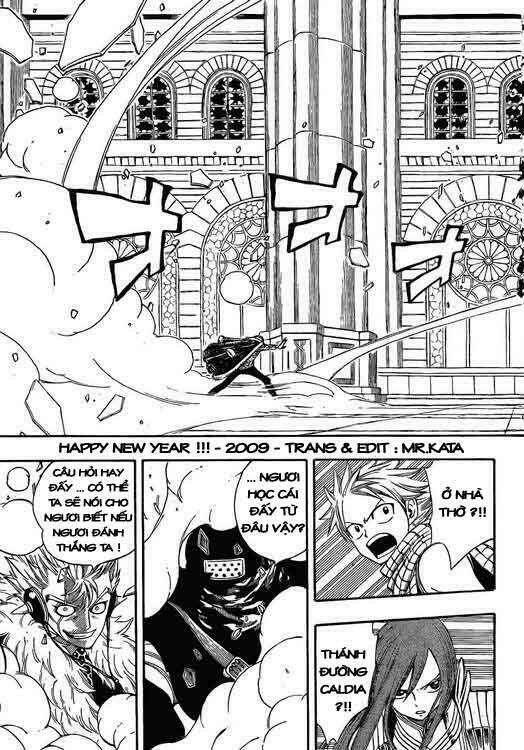 オ
オ
オ
HAPPY NEW YEAR !!! - 2009 - TRANS & EDIT : MR.KATA
Ở NHÀ
THỜ ?!!
... NGƯƠI
HỌC CÁI
ĐẤY TỪ
ĐÂU VẬY?
CÂU HỎI HAY
ĐẤY ... CÓ THỂ
TA SẼ NÓI CHO
NGƯƠI BIẾT NẾU
NGƯƠI ĐÁNH
THẮNG TA !
THÁNH
ĐƯỜNG
CALDIA
?!!